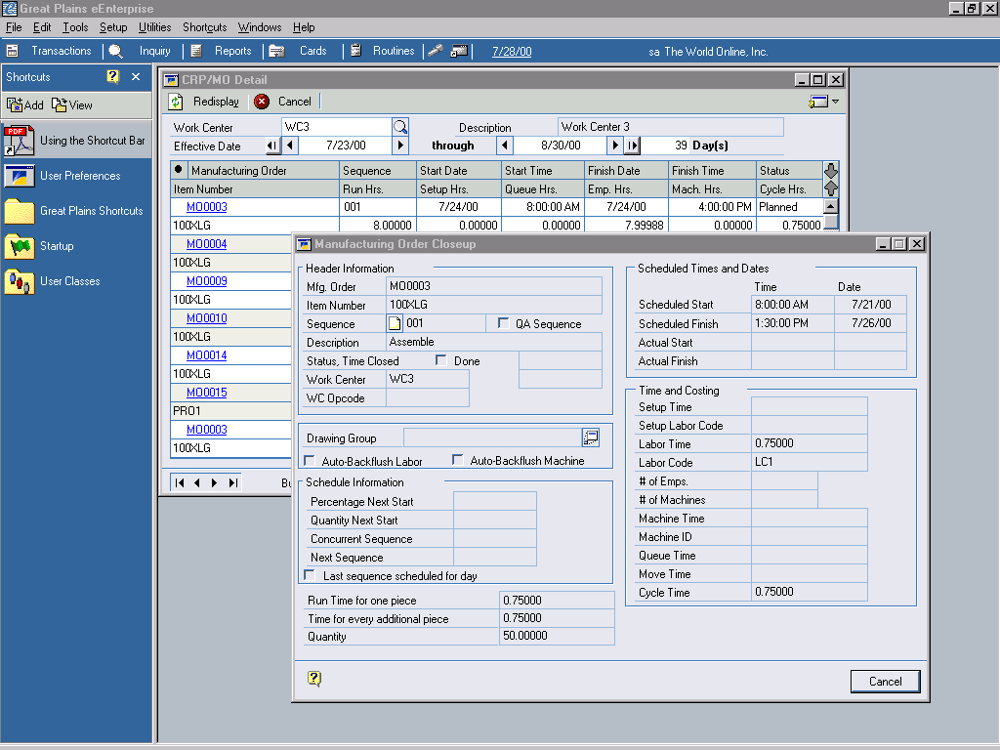 Great Plains eEnterprise
File Edit Tools Setup Utilities Shortcuts Windows Help
Transactions Inquiry Reports Cards Routines 7/28/00 sa The World Online, Inc.
Shortcuts
Add View
PDF
Using the Shortcut Bar
User Preferences
Great Plains Shortcuts
Startup
User Classes
CRP/MO Detail
Redisplay Cancel
Work Center WC3 Description Work Center 3
Effective Date 7/23/00 through 8/30/00 39 Day(s)
Manufacturing Order Sequence Start Date Start Time Finish Date Finish Time Status
Item Number Run Hrs. Setup Hrs. Queue Hrs. Emp. Hrs. Mach. Hrs. Cycle Hrs.
MO0003 001 7/24/00 8:00:00 AM 7/24/00 4:00:00 PM Planned
100XLG 8.00000 0.00000 0.00000 7.99988 0.00000 0.75000
MO0004
100XLG
MO0009
100XLG
MO0010
100XLG
MO0014
100XLG
MO0015
PRO1
MO0003
100XLG
Manufacturing Order Closeup
Header Information
Mfg. Order MO0003
Item Number 100XLG
Sequence 001 QA Sequence
Description Assemble
Status, Time Closed Done
Work Center WC3
WC Opcode
Drawing Group
Auto-Backflush Labor Auto-Backflush Machine
Schedule Information
Percentage Next Start
Quantity Next Start
Concurrent Sequence
Next Sequence
Last sequence scheduled for day
Run Time for one piece 0.75000
Time for every additional piece 0.75000
Quantity 50.00000
Scheduled Times and Dates
Time Date
Scheduled Start 8:00:00 AM 7/21/00
Scheduled Finish 1:30:00 PM 7/26/00
Actual Start
Actual Finish
Time and Costing
Setup Time
Setup Labor Code
Labor Time 0.75000
Labor Code LC1
# of Emps.
# of Machines
Machine Time
Machine ID
Queue Time
Move Time
Cycle Time 0.75000
Cancel